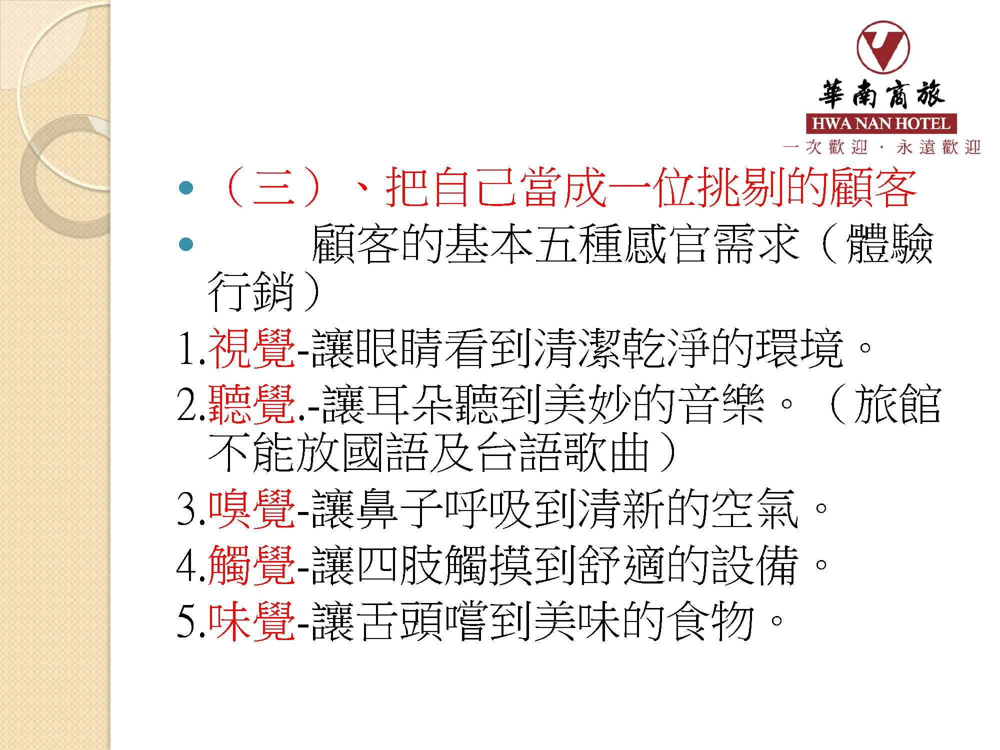 華南商旅
HWA NAN HOTEL
一次歡迎．永遠歡迎
• （三）、把自己當成一位挑剔的顧客
• 顧客的基本五種感官需求（體驗
行銷）
1.視覺-讓眼睛看到清潔乾淨的環境。
2.聽覺.-讓耳朵聽到美妙的音樂。（旅館
不能放國語及台語歌曲）
3.嗅覺-讓鼻子呼吸到清新的空氣。
4.觸覺-讓四肢觸摸到舒適的設備。
5.味覺-讓舌頭嚐到美味的食物。